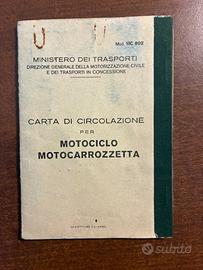 Mod. MC 802
MINISTERO DEI TRASPORTI
DIREZIONE GENERALE DELLA MOTORIZZAZIONE CIVILE
E DEI TRASPORTI IN CONCESSIONE
CARTA DI CIRCOLAZIONE
PER
MOTOCICLO
MOTOCARROZZETTA
subito